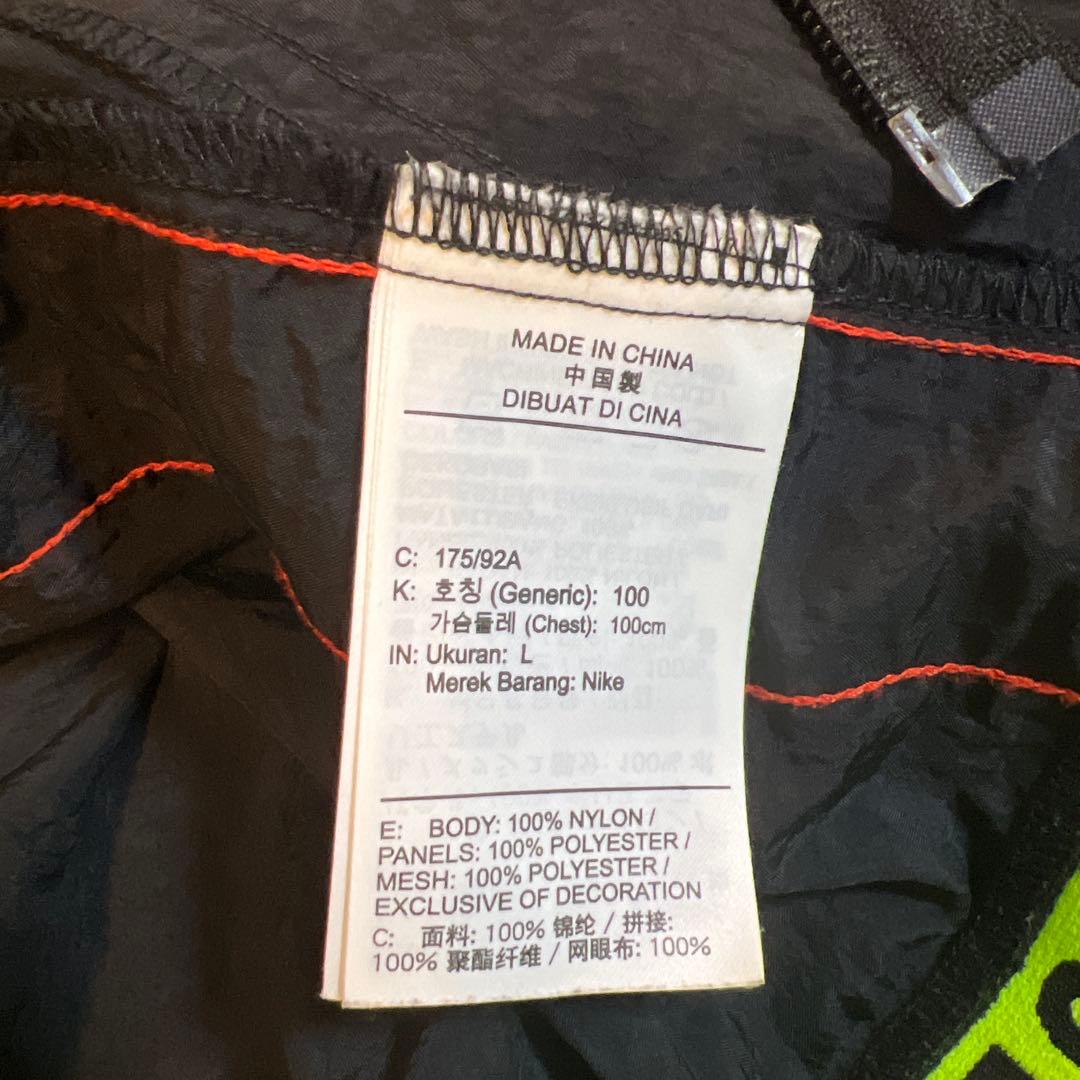 MADE IN CHINA
中国製
DIBUAT DI CINA
C: 175/92A
K: 호칭 (Generic): 100
가슴둘레 (Chest): 100cm
IN: Ukuran: L
Merek Barang: Nike
E: BODY: 100% NYLON /
PANELS: 100% POLYESTER /
MESH: 100% POLYESTER /
EXCLUSIVE OF DECORATION
C: 面料: 100% 锦纶 / 拼接:
100% 聚酯纤维 / 网眼布: 100%